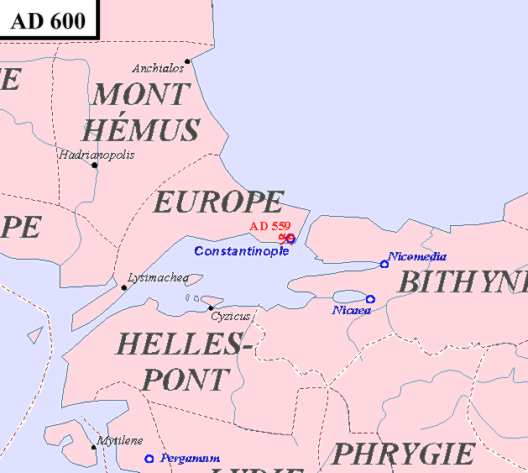 AD 600
E
Anchialos
MONT
HÉMUS
Hadrianopolis
EUROPE
PE
AD 559
Constantinople
Nicomedia
Lysimachea
BITHYNI
Nicaea
Cyzicus
HELLES-
PONT
Mytilene
Pergamum
PHRYGIE
LYDIE